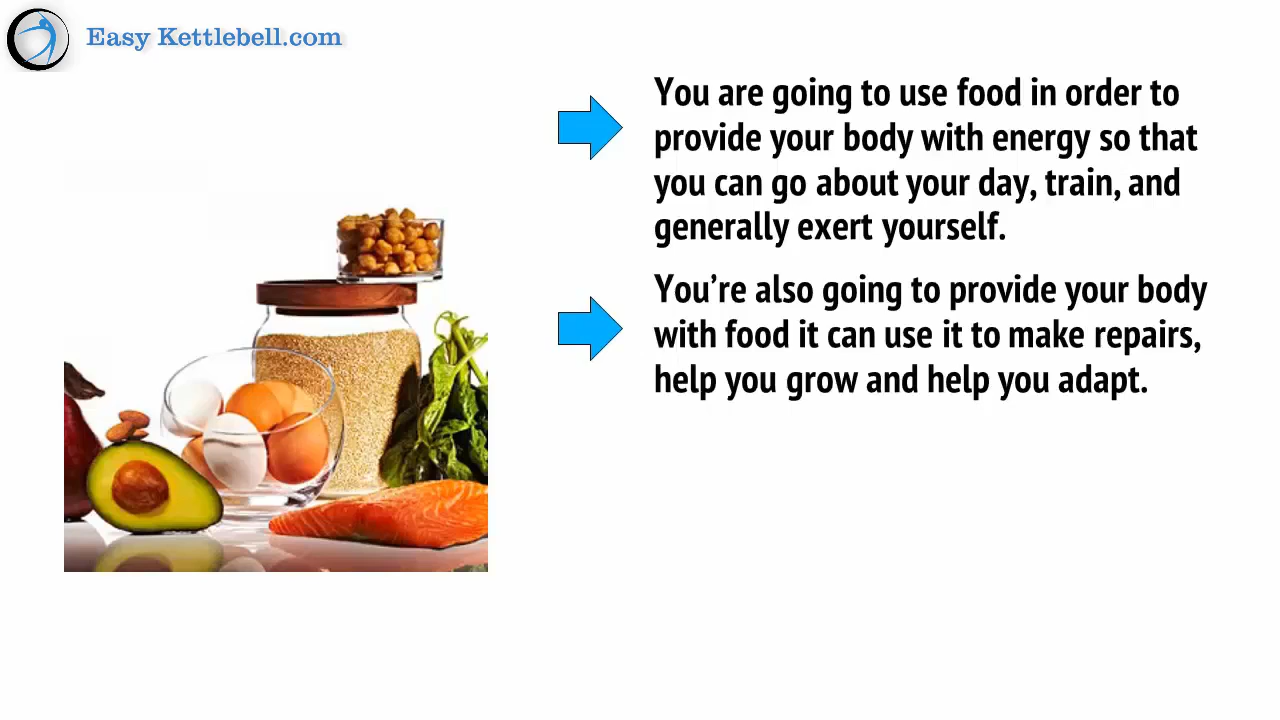 Easy Kettlebell.com
You are going to use food in order to
provide your body with energy so that
you can go about your day, train, and
generally exert yourself.
You’re also going to provide your body
with food it can use it to make repairs,
help you grow and help you adapt.